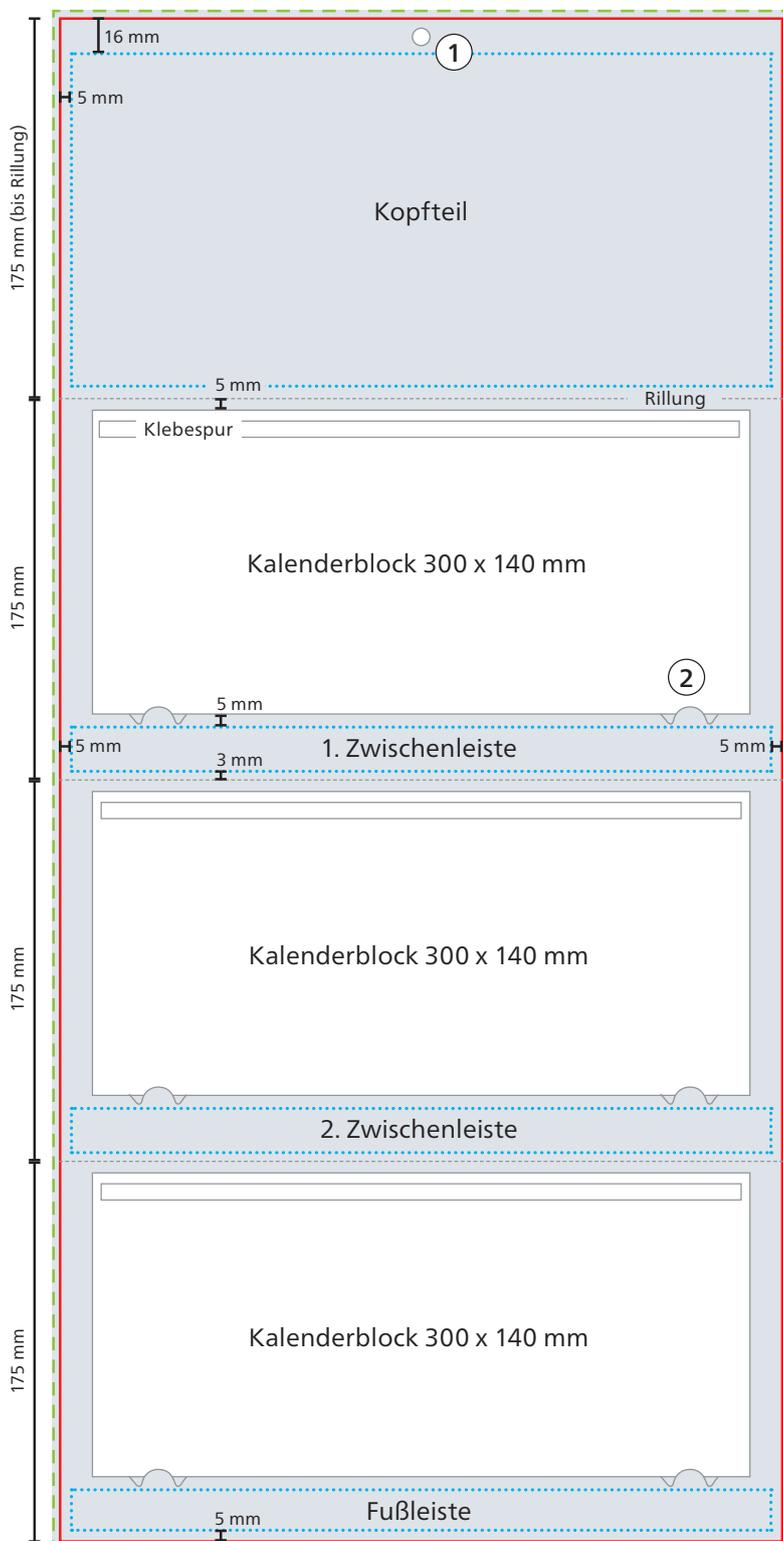 16 mm
1
5 mm
175 mm (bis Rillung)
Kopfteil
5 mm
Rillung
Klebespur
Kalenderblock 300 x 140 mm
175 mm
2
5 mm
5 mm
1. Zwischenleiste
5 mm
3 mm
Kalenderblock 300 x 140 mm
175 mm
2. Zwischenleiste
Kalenderblock 300 x 140 mm
175 mm
Fußleiste
5 mm